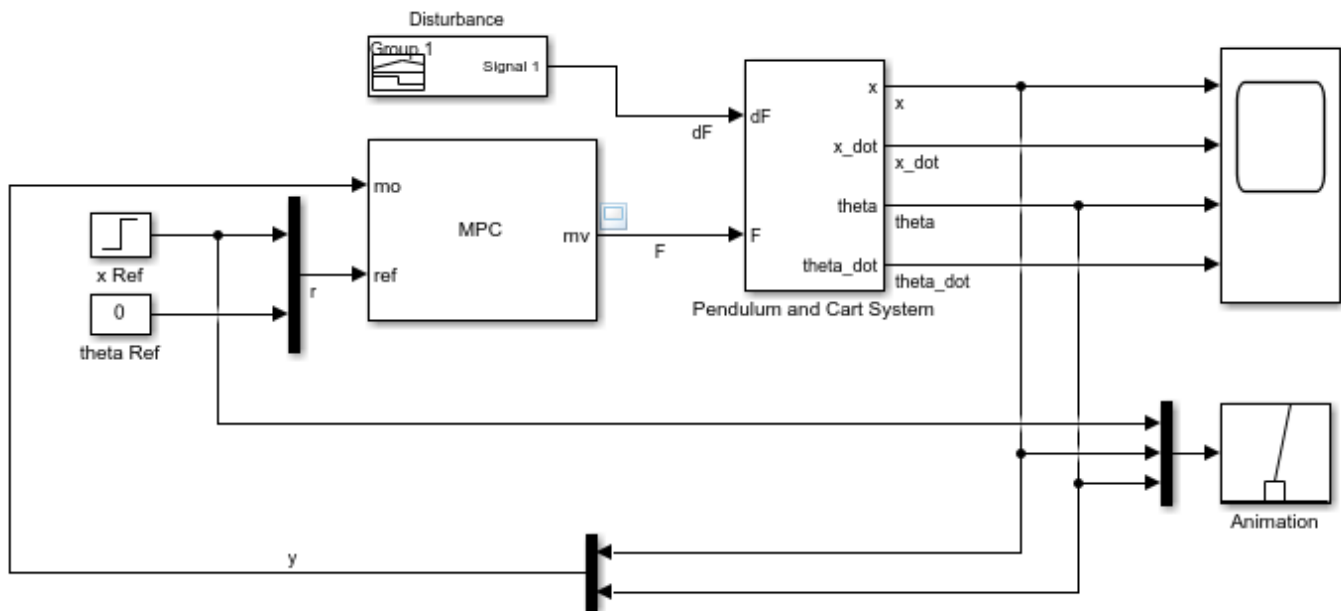 Disturbance
Group 1
Signal 1
dF
mo
ref
MPC
mv
F
dF
F
x
x_dot
theta
theta_dot
Pendulum and Cart System
x
x_dot
theta
theta_dot
x Ref
0
theta Ref
r
Animation
y